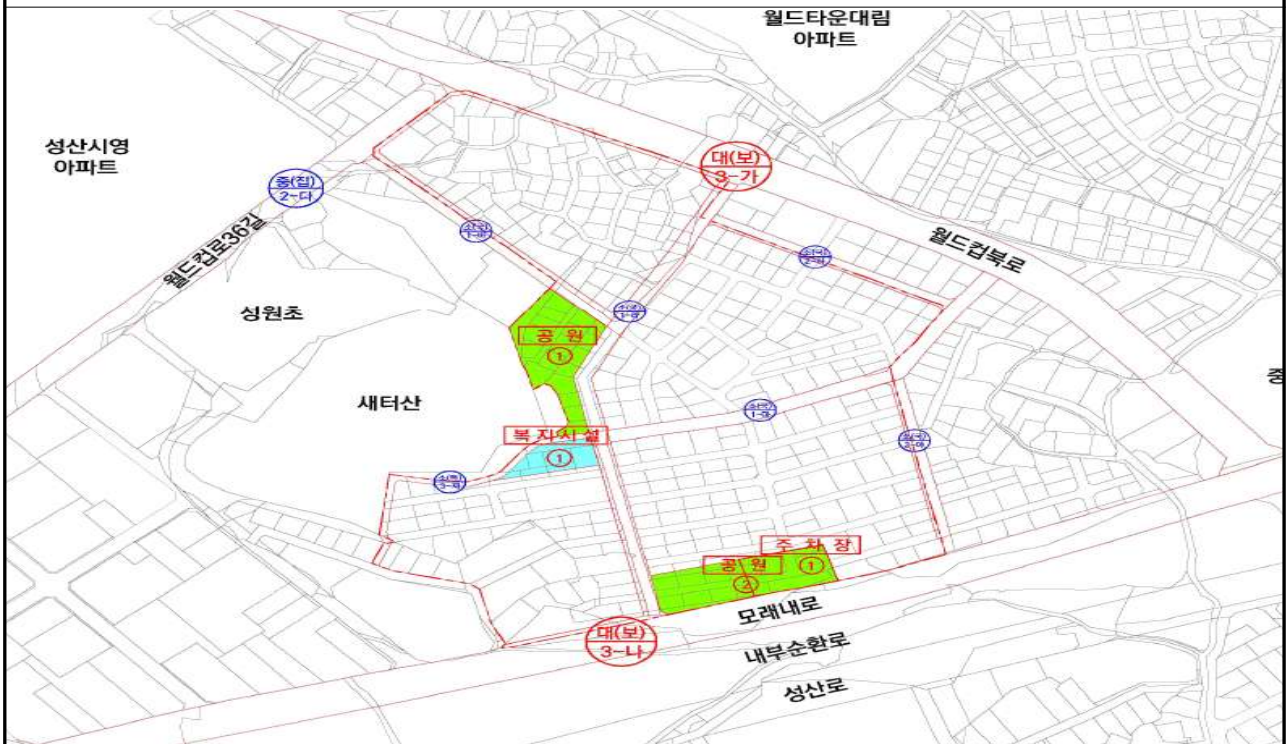 월드타운대림
아파트
성산시영
아파트
대(보)
3-가
중(집)
2-다
월드컵로36길
월드컵북로
성원초
공 원
①
새터산
중
복지시설
①
주 차 장
①
공 원
②
모래내로
대(보)
3-나
내부순환로
성산로